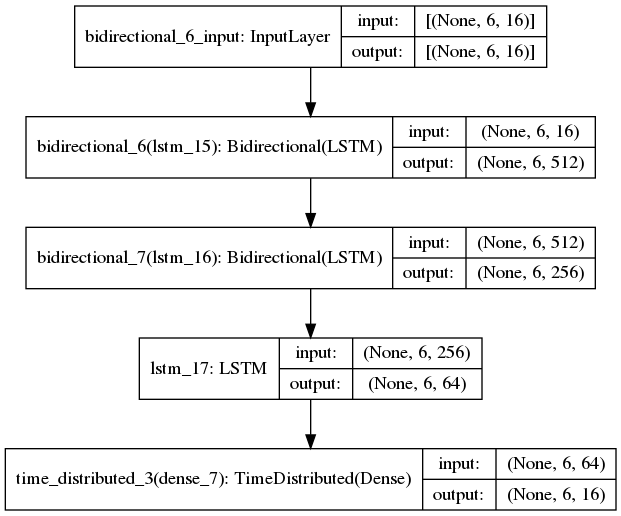 bidirectional_6_input: InputLayer
input: [(None, 6, 16)]
output: [(None, 6, 16)]
bidirectional_6(lstm_15): Bidirectional(LSTM)
input: (None, 6, 16)
output: (None, 6, 512)
bidirectional_7(lstm_16): Bidirectional(LSTM)
input: (None, 6, 512)
output: (None, 6, 256)
lstm_17: LSTM
input: (None, 6, 256)
output: (None, 6, 64)
time_distributed_3(dense_7): TimeDistributed(Dense)
input: (None, 6, 64)
output: (None, 6, 16)